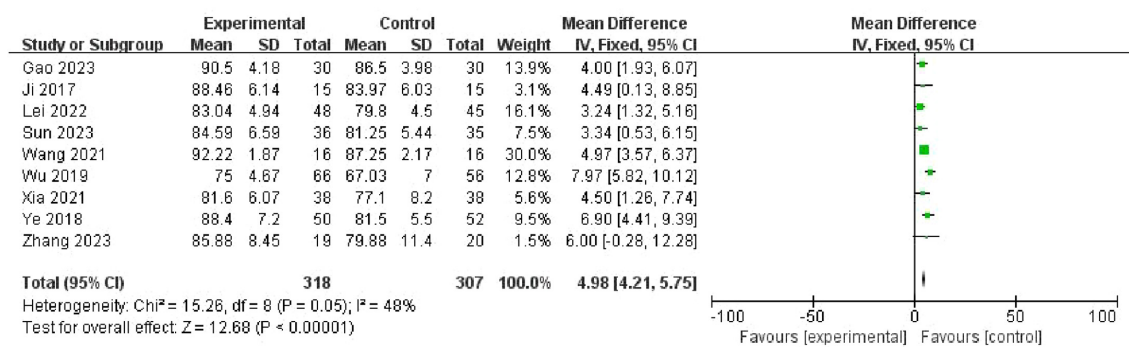 Experimental Control Mean Difference Mean Difference
Study or Subgroup Mean SD Total Mean SD Total Weight IV, Fixed, 95% CI IV, Fixed, 95% CI
Gao 2023 90.5 4.18 30 86.5 3.98 30 13.9% 4.00 [1.93, 6.07]
Ji 2017 88.46 6.14 15 83.97 6.03 15 3.1% 4.49 [0.13, 8.85]
Lei 2022 83.04 4.94 48 79.8 4.5 45 16.1% 3.24 [1.32, 5.16]
Sun 2023 84.59 6.59 36 81.25 5.44 35 7.5% 3.34 [0.53, 6.15]
Wang 2021 92.22 1.87 16 87.25 2.17 16 30.0% 4.97 [3.57, 6.37]
Wu 2019 75 4.67 66 67.03 7 56 12.8% 7.97 [5.82, 10.12]
Xia 2021 81.6 6.07 38 77.1 8.2 38 5.6% 4.50 [1.26, 7.74]
Ye 2018 88.4 7.2 50 81.5 5.5 52 9.5% 6.90 [4.41, 9.39]
Zhang 2023 85.88 8.45 19 79.88 11.4 20 1.5% 6.00 [-0.28, 12.28]
Total (95% CI) 318 307 100.0% 4.98 [4.21, 5.75]
Heterogeneity: Chi² = 15.26, df = 8 (P = 0.05); I² = 48%
Test for overall effect: Z = 12.68 (P < 0.00001)
-100 -50 0 50 100
Favours [experimental] Favours [control]